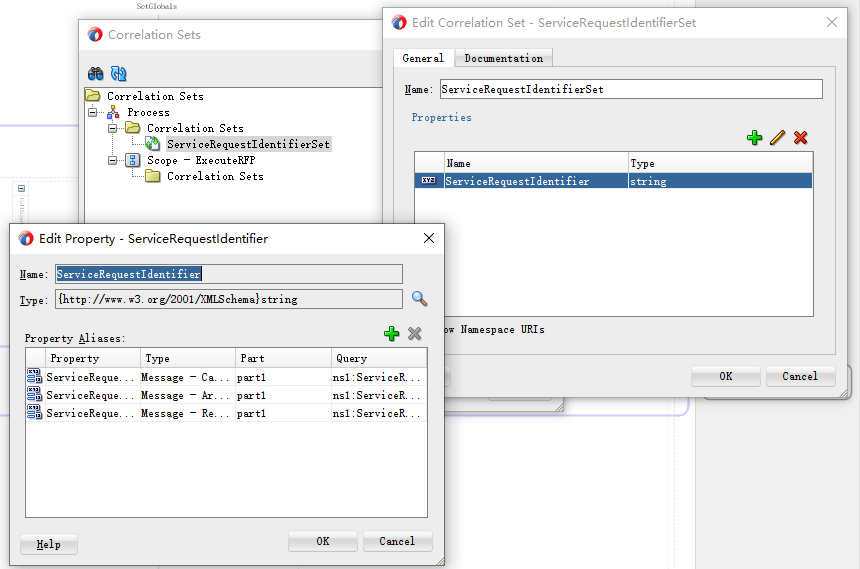 SetGlobals
Correlation Sets
Correlation Sets
Process
Correlation Sets
ServiceRequestIdentifierSet
Scope - ExecuteRFP
Correlation Sets
Edit Correlation Set - ServiceRequestIdentifierSet
General Documentation
Name: ServiceRequestIdentifierSet
Properties
Name Type
ServiceRequestIdentifier string
ow Namespace URIs
OK Cancel
Edit Property - ServiceRequestIdentifier
Name: ServiceRequestIdentifier
Type: {http://www.w3.org/2001/XMLSchema}string
Property Aliases:
Property Type Part Query
ServiceReque... Message - Ca... part1 ns1:ServiceR...
ServiceReque... Message - Ar... part1 ns1:ServiceR...
ServiceReque... Message - Re... part1 ns1:ServiceR...
Help OK Cancel